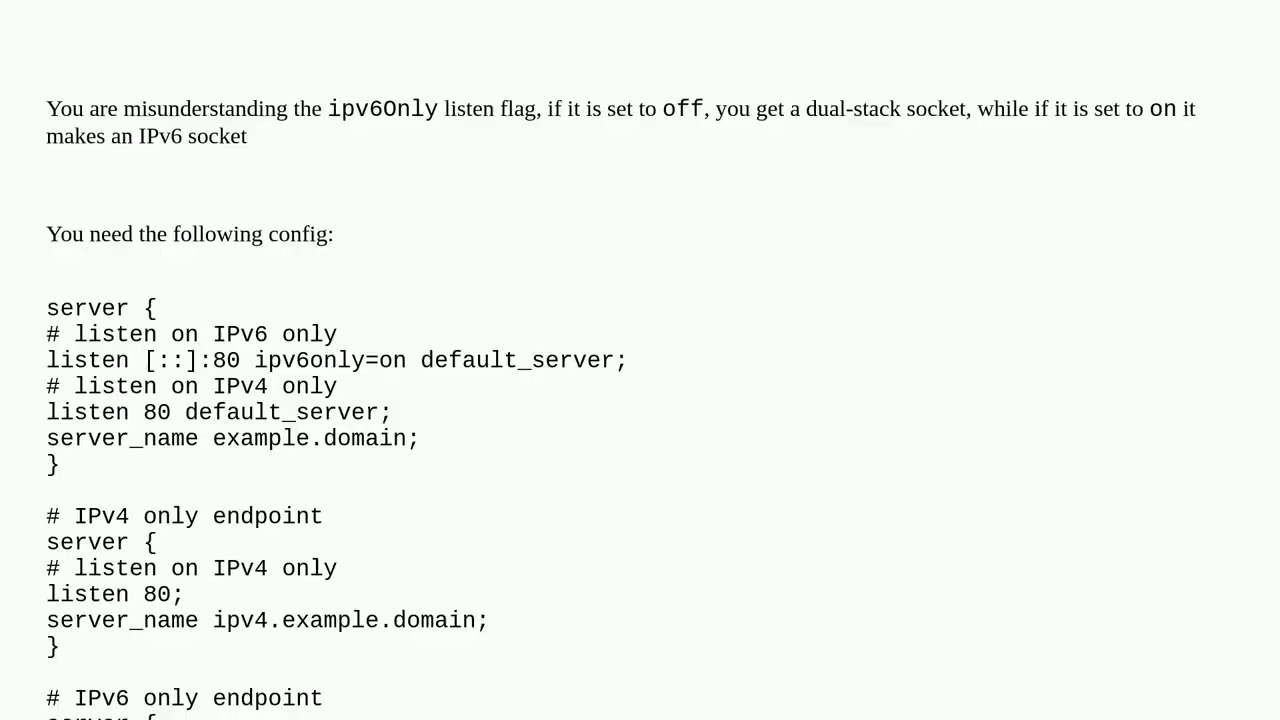 You are misunderstanding the ipv6Only listen flag, if it is set to off, you get a dual-stack socket, while if it is set to on it
makes an IPv6 socket
You need the following config:
server {
# listen on IPv6 only
listen [::]:80 ipv6only=on default_server;
# listen on IPv4 only
listen 80 default_server;
server_name example.domain;
}
# IPv4 only endpoint
server {
# listen on IPv4 only
listen 80;
server_name ipv4.example.domain;
}
# IPv6 only endpoint
server {